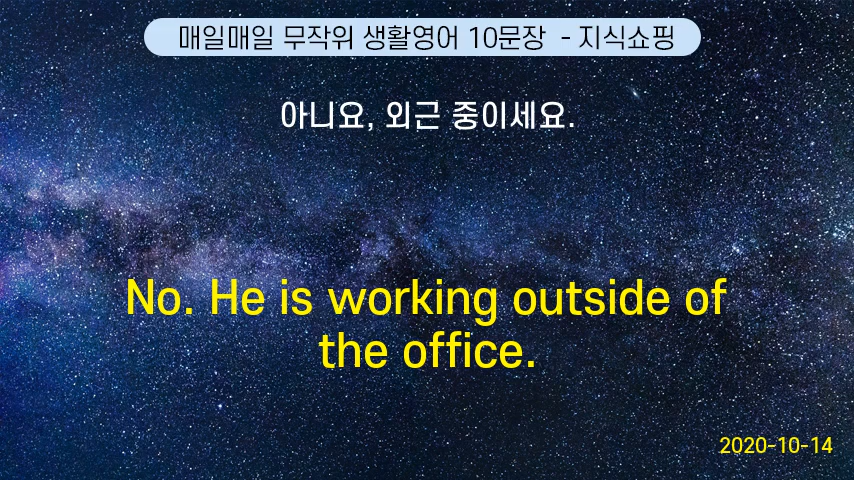 매일매일 무작위 생활영어 10문장 - 지식쇼핑
아니요, 외근 중이세요.
No. He is working outside of
the office.
2020-10-14